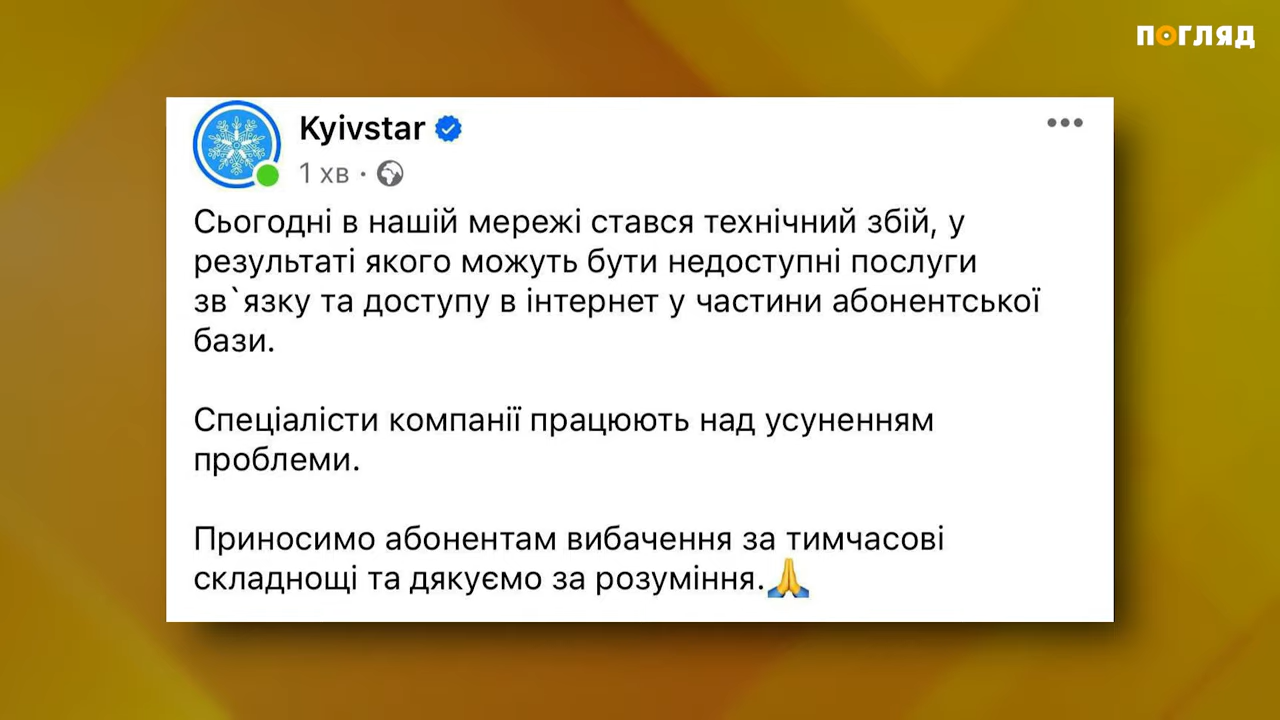 ПОГЛЯД
Kyivstar
1 хв ·
Сьогодні в нашій мережі стався технічний збій, у
результаті якого можуть бути недоступні послуги
зв`язку та доступу в інтернет у частини абонентської
бази.
Спеціалісти компанії працюють над усуненням
проблеми.
Приносимо абонентам вибачення за тимчасові
складнощі та дякуємо за розуміння.🙏